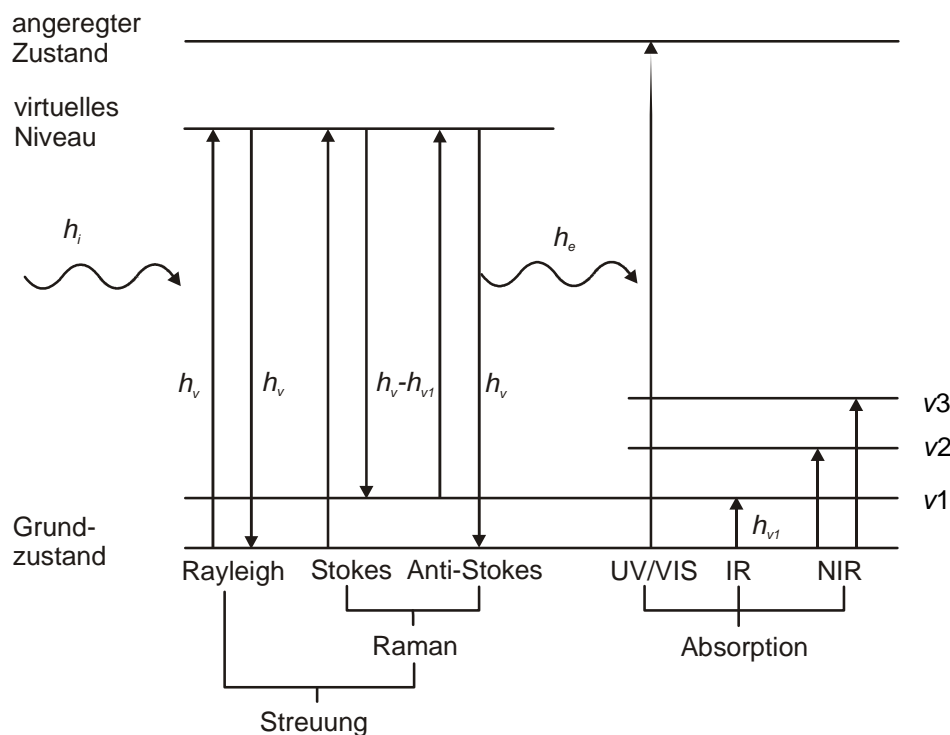 angeregter
Zustand
virtuelles
Niveau
h_i
h_e
h_v
h_v
h_v-h_v1
h_v
v3
v2
v1
h_v1
Grund-
zustand
Rayleigh Stokes Anti-Stokes UV/VIS IR NIR
Raman Absorption
Streuung